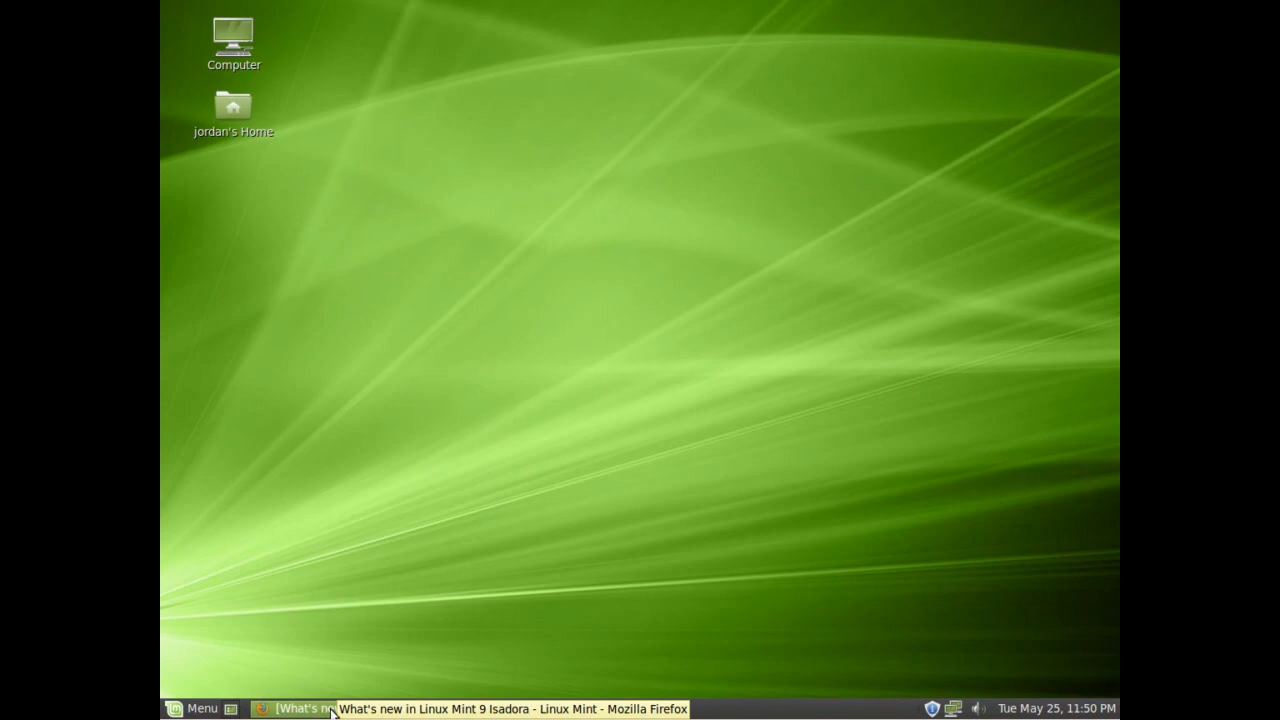 Computer
jordan's Home
Menu
[What's ne
What's new in Linux Mint 9 Isadora - Linux Mint - Mozilla Firefox
Tue May 25, 11:50 PM